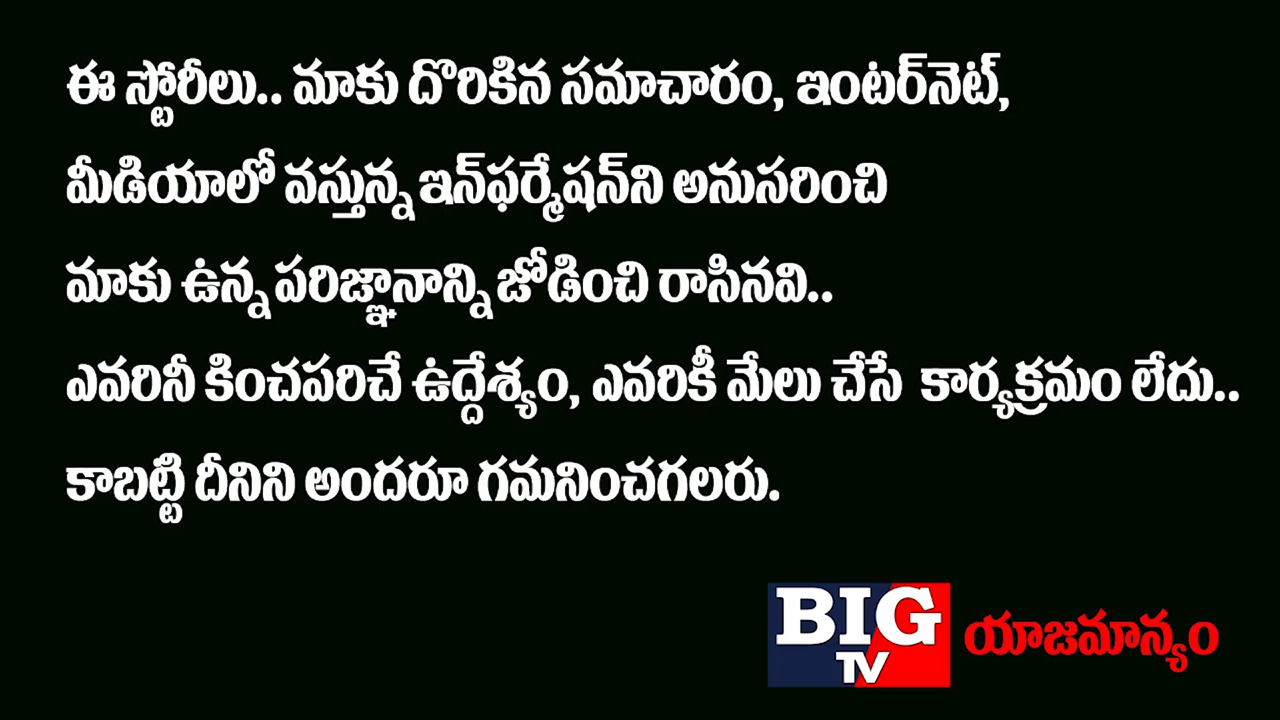 ఈ స్టోరీలు.. మాకు దొరికిన సమాచారం, ఇంటర్‌నెట్,
మీడియాలో వస్తున్న ఇన్‌ఫర్మేషన్‌ని అనుసరించి
మాకు ఉన్న పరిజ్ఞానాన్ని జోడించి రాసినవి..
ఎవరినీ కించపరిచే ఉద్దేశ్యం, ఎవరికీ మేలు చేసే కార్యక్రమం లేదు..
కాబట్టి దీనిని అందరూ గమనించగలరు.
BIG
TV
యాజమాన్యం